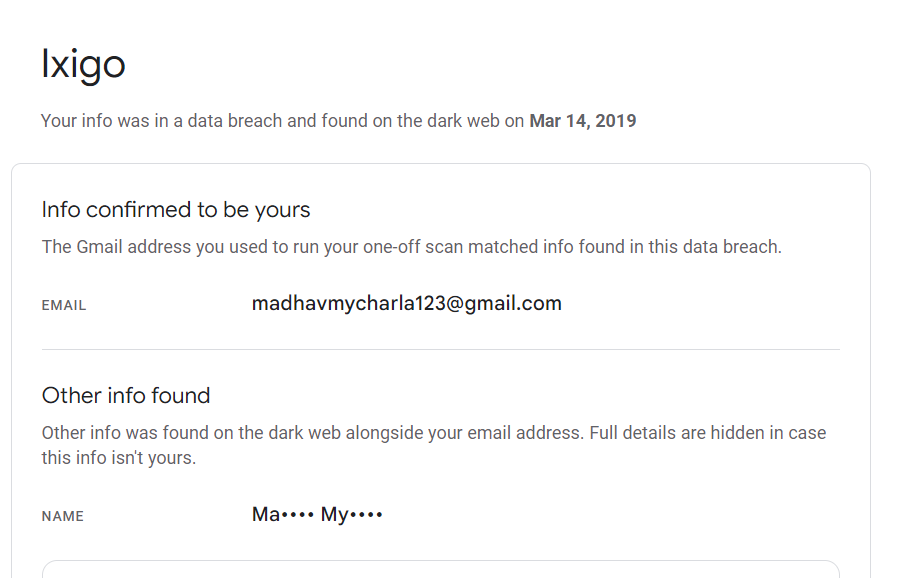 Ixigo
Your info was in a data breach and found on the dark web on Mar 14, 2019
Info confirmed to be yours
The Gmail address you used to run your one-off scan matched info found in this data breach.
EMAIL madhavmycharla123@gmail.com
Other info found
Other info was found on the dark web alongside your email address. Full details are hidden in case
this info isn't yours.
NAME Ma•••• My••••